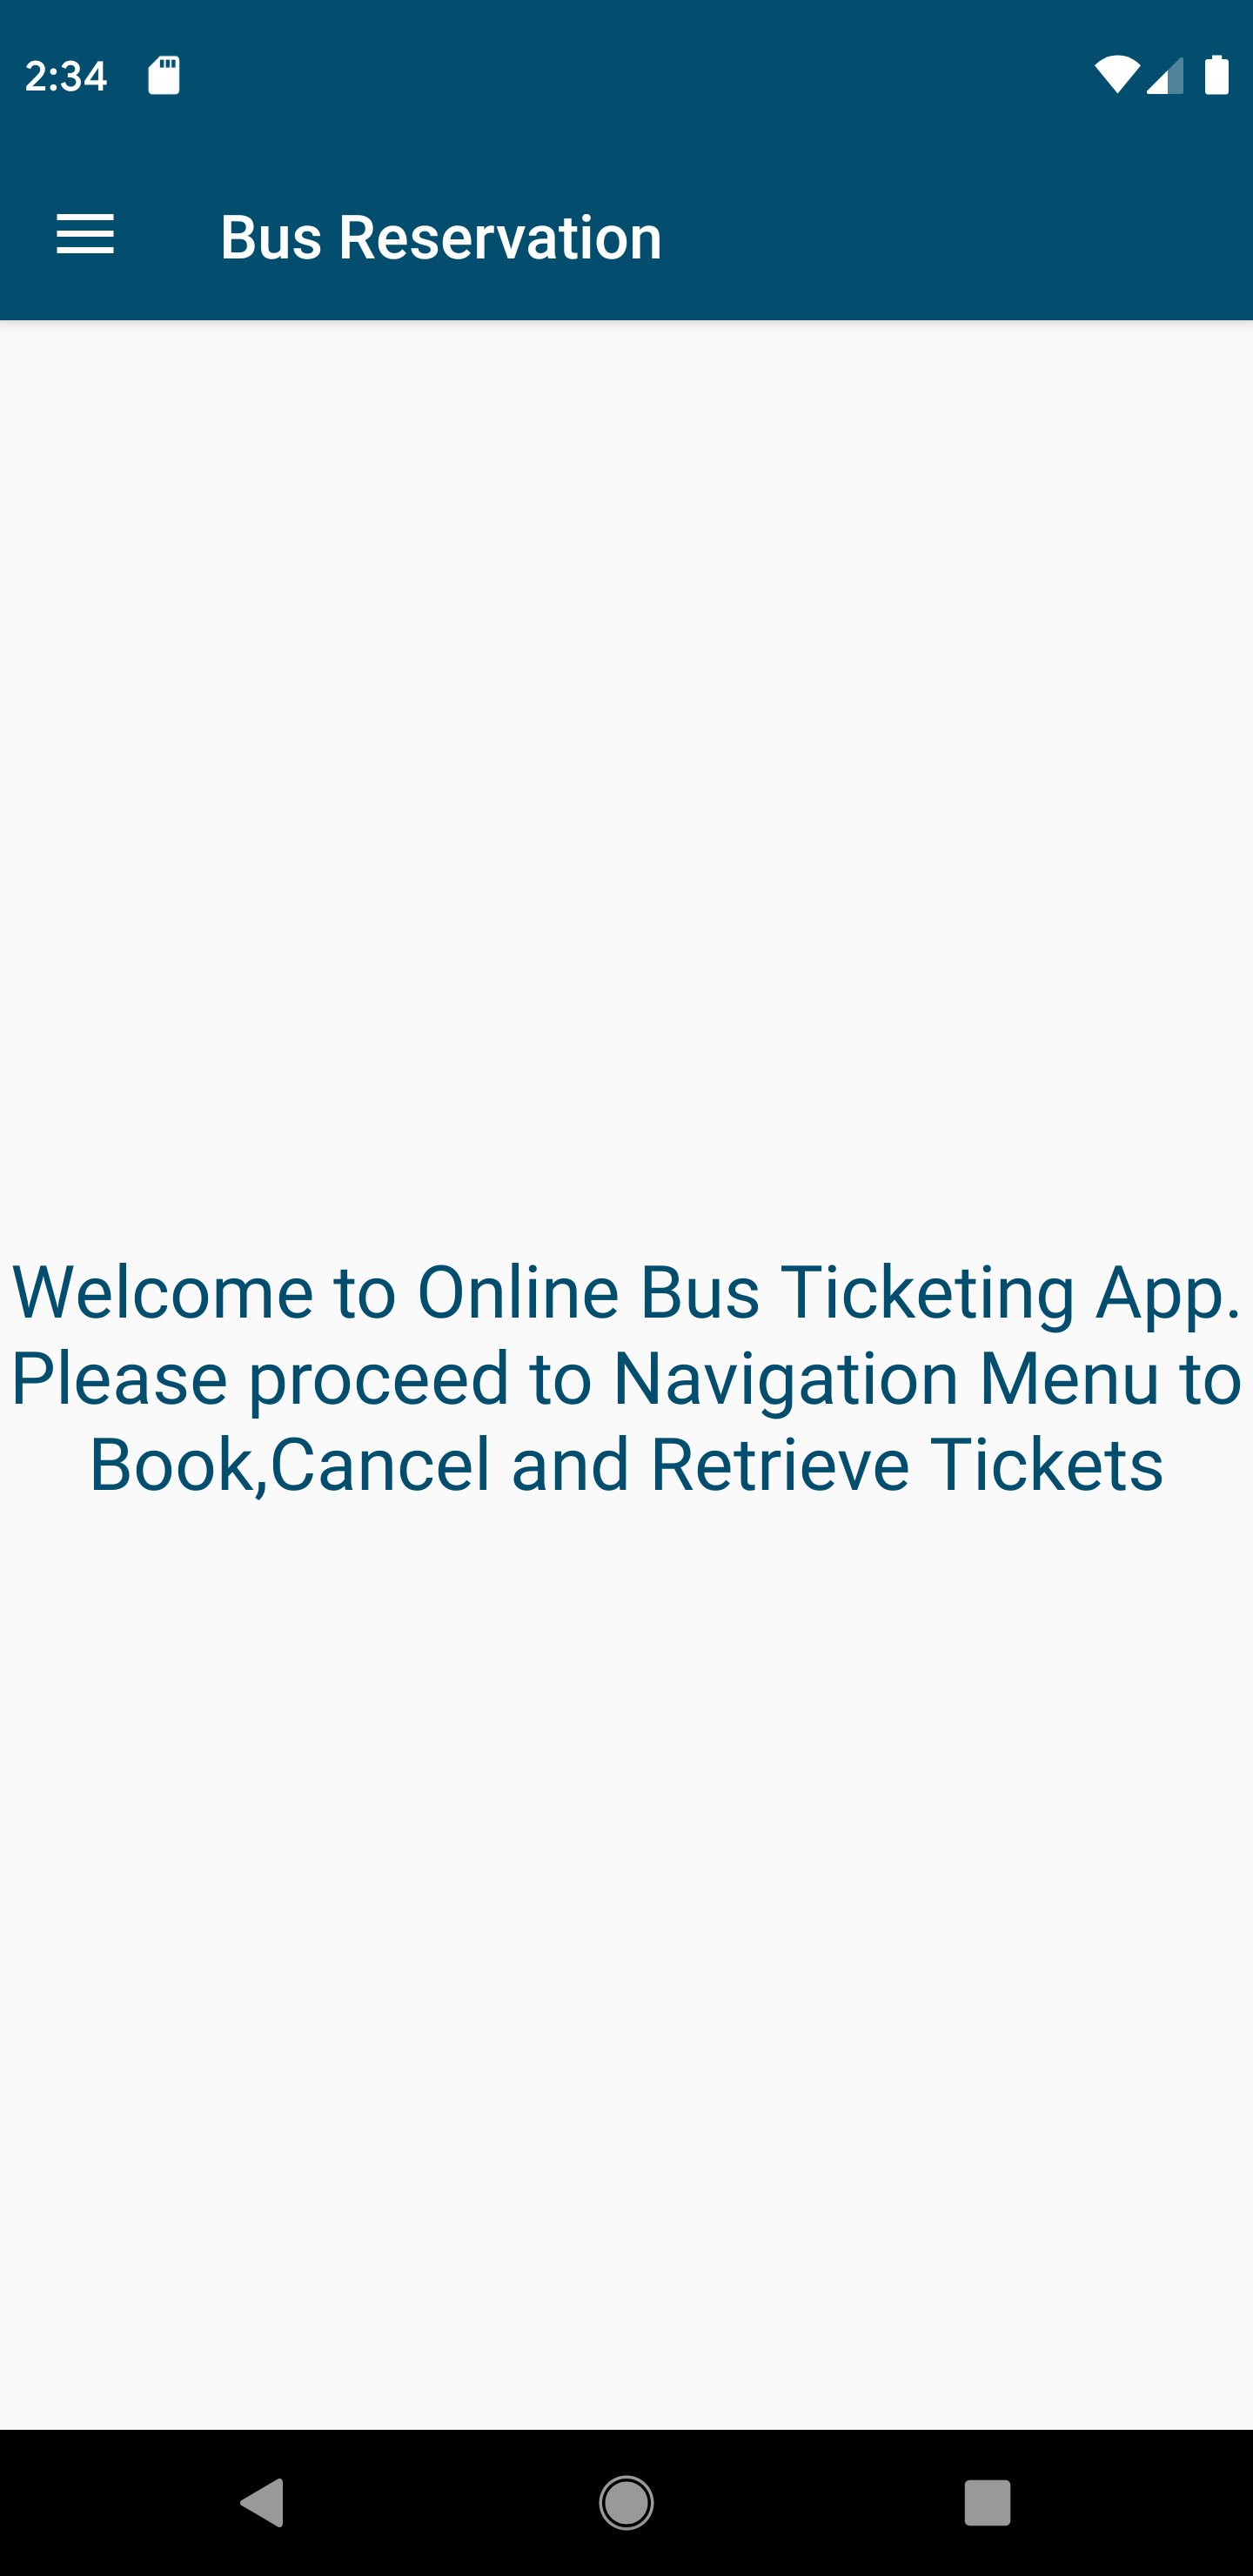 2:34
Bus Reservation
Welcome to Online Bus Ticketing App.
Please proceed to Navigation Menu to
Book,Cancel and Retrieve Tickets